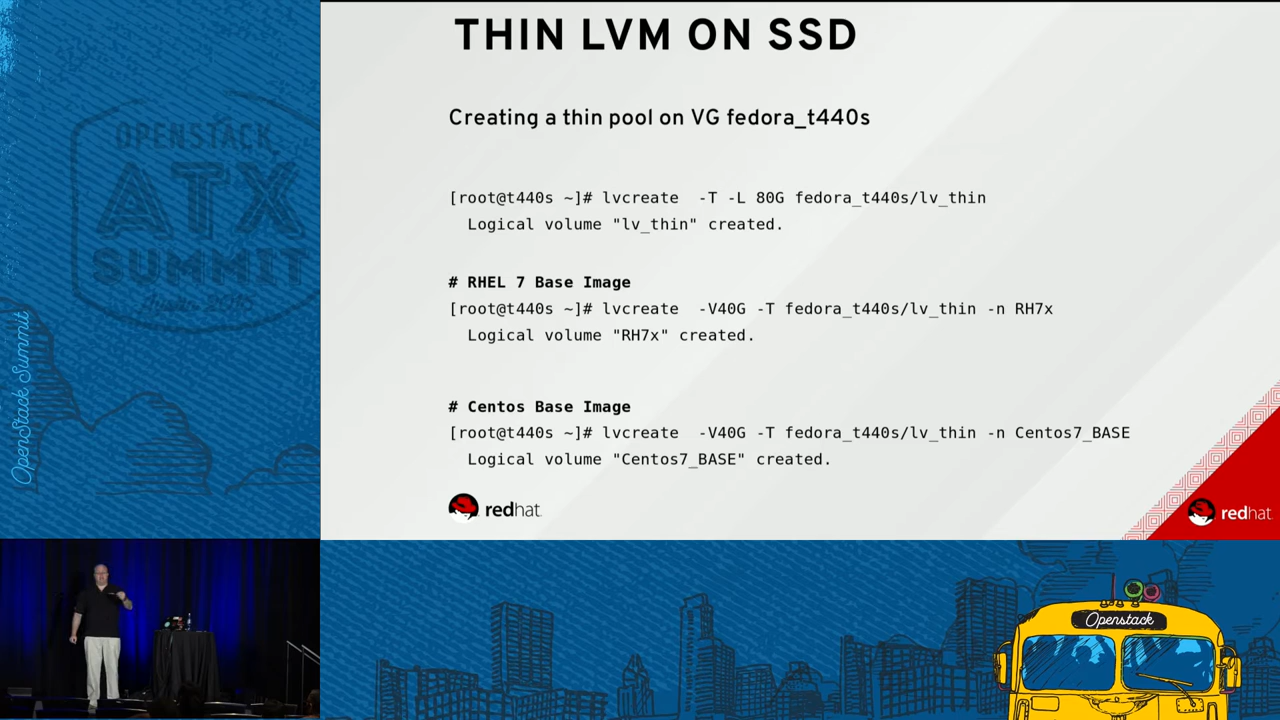 THIN LVM ON SSD
Creating a thin pool on VG fedora_t440s
[root@t440s ~]# lvcreate  -T -L 80G fedora_t440s/lv_thin
Logical volume "lv_thin" created.
# RHEL 7 Base Image
[root@t440s ~]# lvcreate  -V40G -T fedora_t440s/lv_thin -n RH7x
Logical volume "RH7x" created.
# Centos Base Image
[root@t440s ~]# lvcreate  -V40G -T fedora_t440s/lv_thin -n Centos7_BASE
Logical volume "Centos7_BASE" created.
redhat.
redhat.
OPENSTACK
ATX
SUMMIT
OpenStack Summit
Openstack